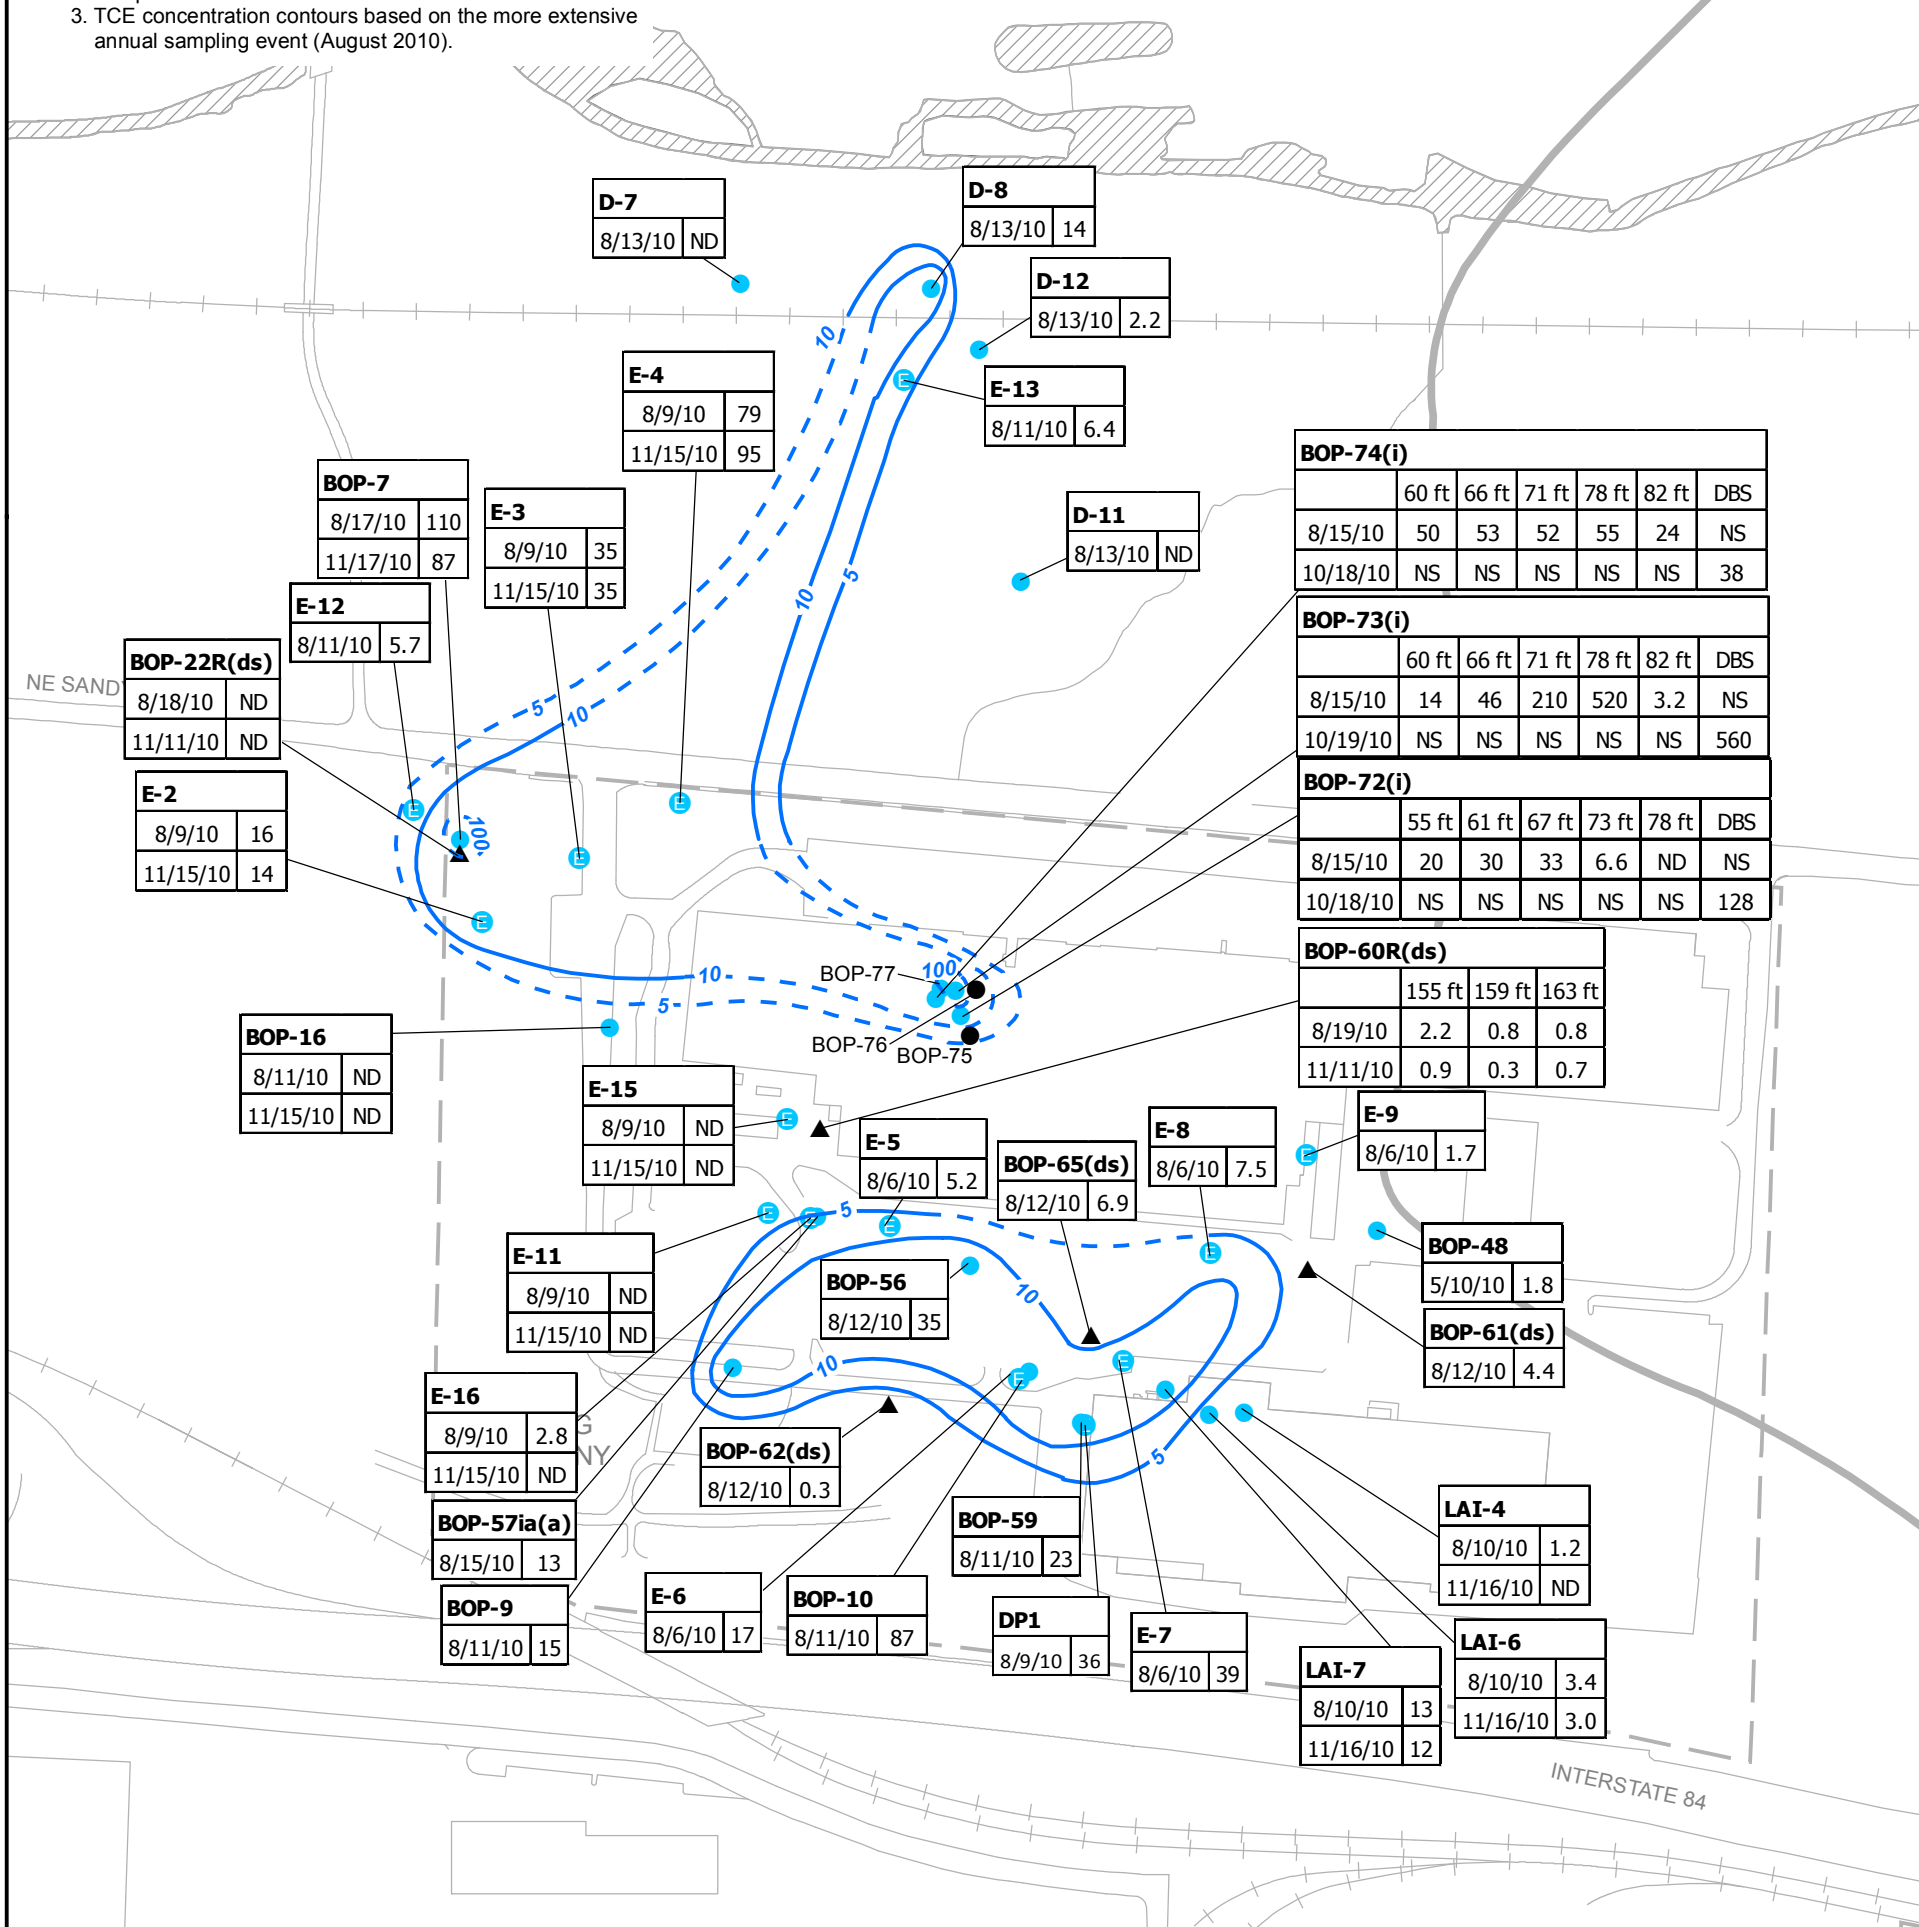 3. TCE concentration contours based on the more extensive
annual sampling event (August 2010).
D-7
8/13/10 ND
D-8
8/13/10 14
D-12
8/13/10 2.2
10
E-4
8/9/10 79
11/15/10 95
E-13
8/11/10 6.4
BOP-7
8/17/10 110
11/17/10 87
E-3
8/9/10 35
11/15/10 35
D-11
8/13/10 ND
BOP-74(i)
60 ft 66 ft 71 ft 78 ft 82 ft DBS
8/15/10 50 53 52 55 24 NS
10/18/10 NS NS NS NS NS 38
5
10
E-12
8/11/10 5.7
BOP-73(i)
60 ft 66 ft 71 ft 78 ft 82 ft DBS
8/15/10 14 46 210 520 3.2 NS
10/19/10 NS NS NS NS NS 560
NE SAND
BOP-22R(ds)
8/18/10 ND
11/11/10 ND
5
10
E-2
8/9/10 16
11/15/10 14
100
BOP-72(i)
55 ft 61 ft 67 ft 73 ft 78 ft DBS
8/15/10 20 30 33 6.6 ND NS
10/18/10 NS NS NS NS NS 128
BOP-60R(ds)
155 ft 159 ft 163 ft
8/19/10 2.2 0.8 0.8
11/11/10 0.9 0.3 0.7
10
5
BOP-77
100
BOP-76
BOP-75
BOP-16
8/11/10 ND
11/15/10 ND
E-15
8/9/10 ND
11/15/10 ND
E-5
8/6/10 5.2
BOP-65(ds)
8/12/10 6.9
E-8
8/6/10 7.5
E-9
8/6/10 1.7
5
E-11
8/9/10 ND
11/15/10 ND
BOP-56
8/12/10 35
10
BOP-48
5/10/10 1.8
BOP-61(ds)
8/12/10 4.4
10
E-16
8/9/10 2.8
11/15/10 ND
G
NY
BOP-62(ds)
8/12/10 0.3
5
BOP-57ia(a)
8/15/10 13
BOP-59
8/11/10 23
LAI-4
8/10/10 1.2
11/16/10 ND
BOP-9
8/11/10 15
E-6
8/6/10 17
BOP-10
8/11/10 87
DP1
8/9/10 36
E-7
8/6/10 39
LAI-7
8/10/10 13
11/16/10 12
LAI-6
8/10/10 3.4
11/16/10 3.0
INTERSTATE 84
E
E
E
E
E
E
E
E
E
E
E
E
E
E